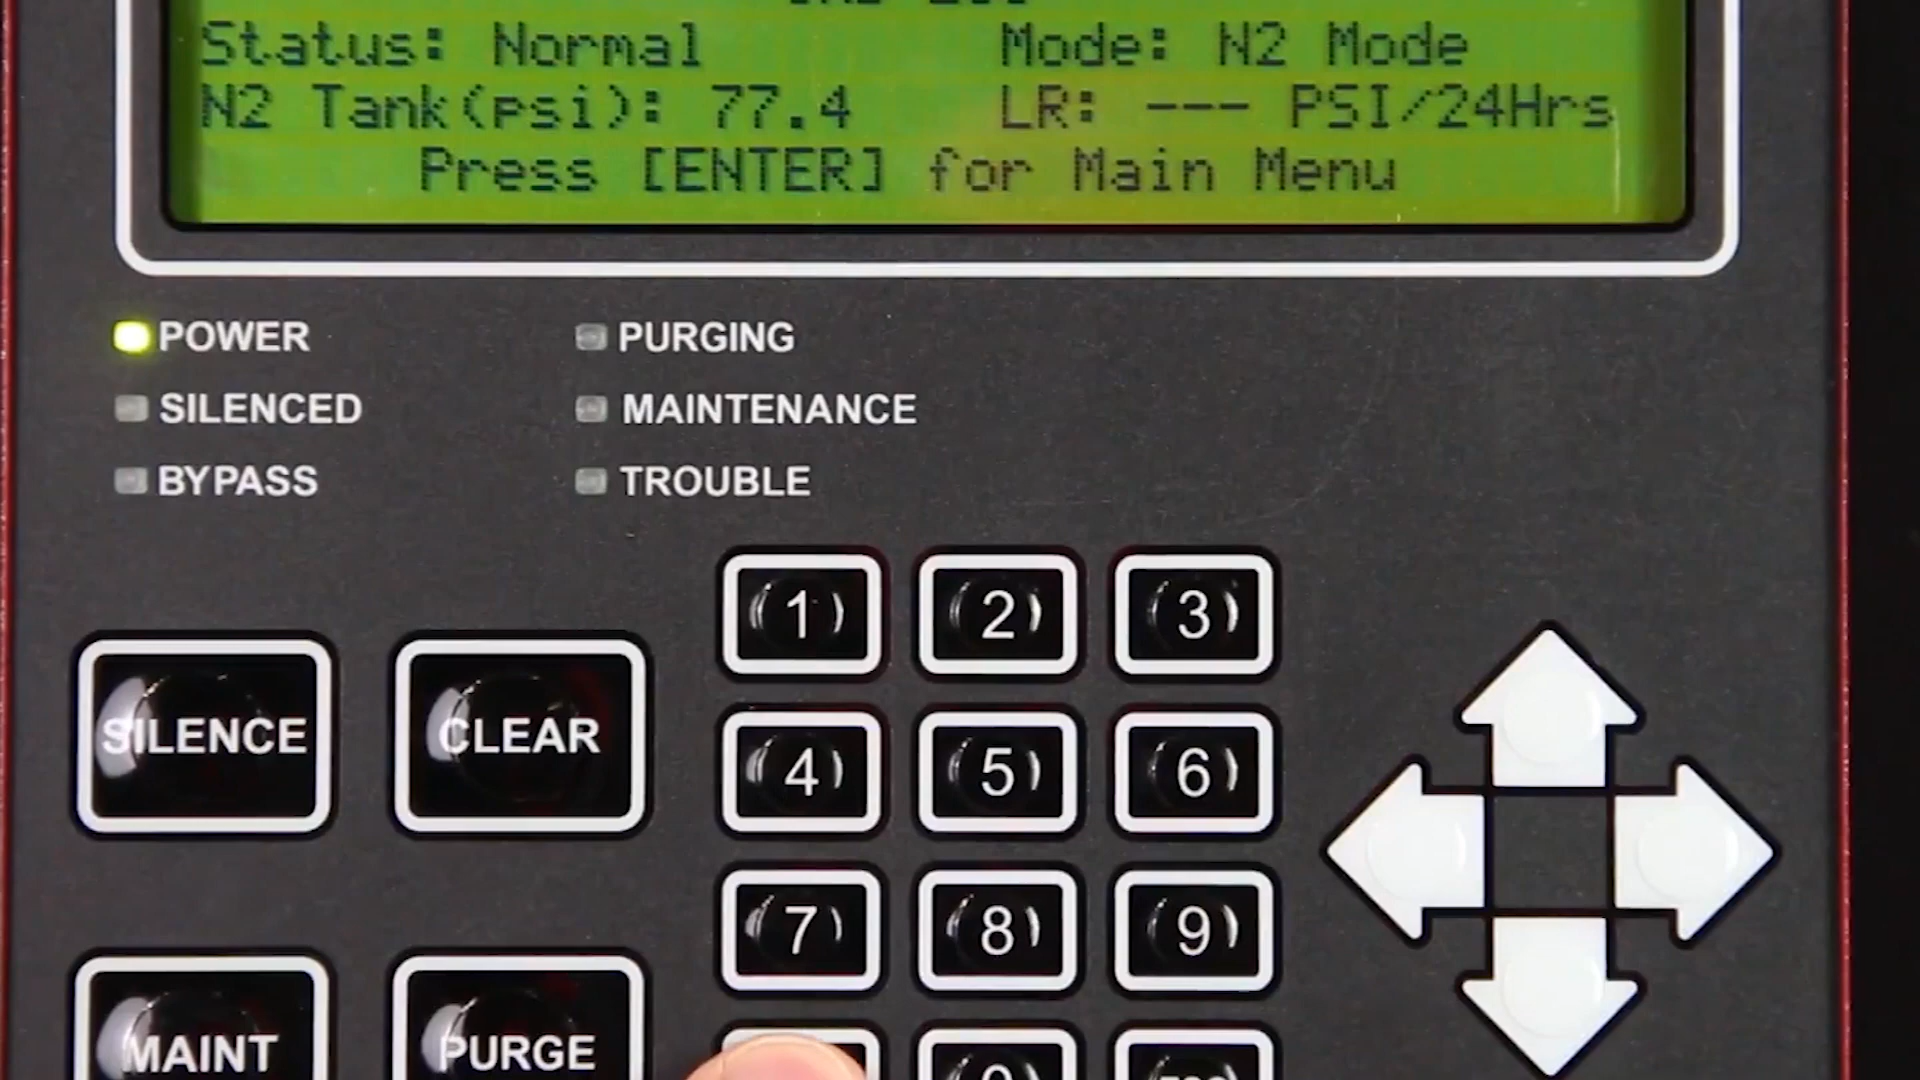 Status: Normal Mode: N2 Mode
N2 Tank(psi): 77.4 LR: --- PSI/24Hrs
Press [ENTER] for Main Menu
POWER PURGING
SILENCED MAINTENANCE
BYPASS TROUBLE
1 2 3
SILENCE CLEAR 4 5 6
7 8 9
MAINT PURGE 0